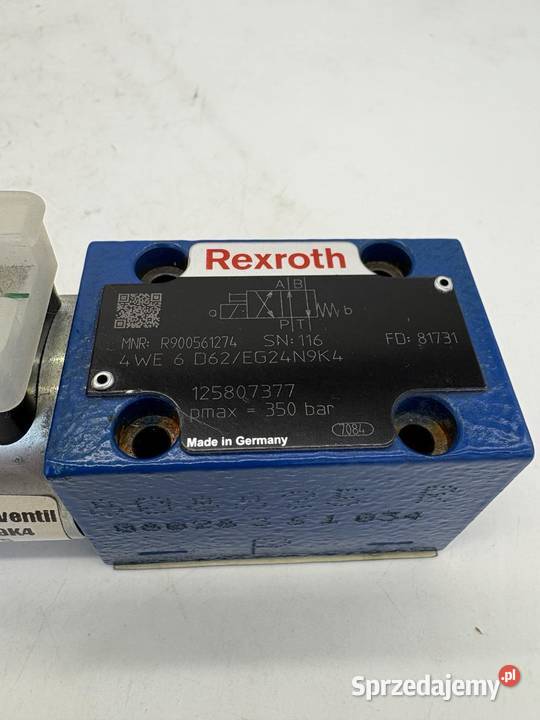 Rexroth
A B
a b
P T
MNR: R900561274 SN: 116 FD: 81731
4WE 6 D62/EG24N9K4
125807377
pmax = 350 bar
Made in Germany 7084
ventil
9K4
Sprzedajemy.pl